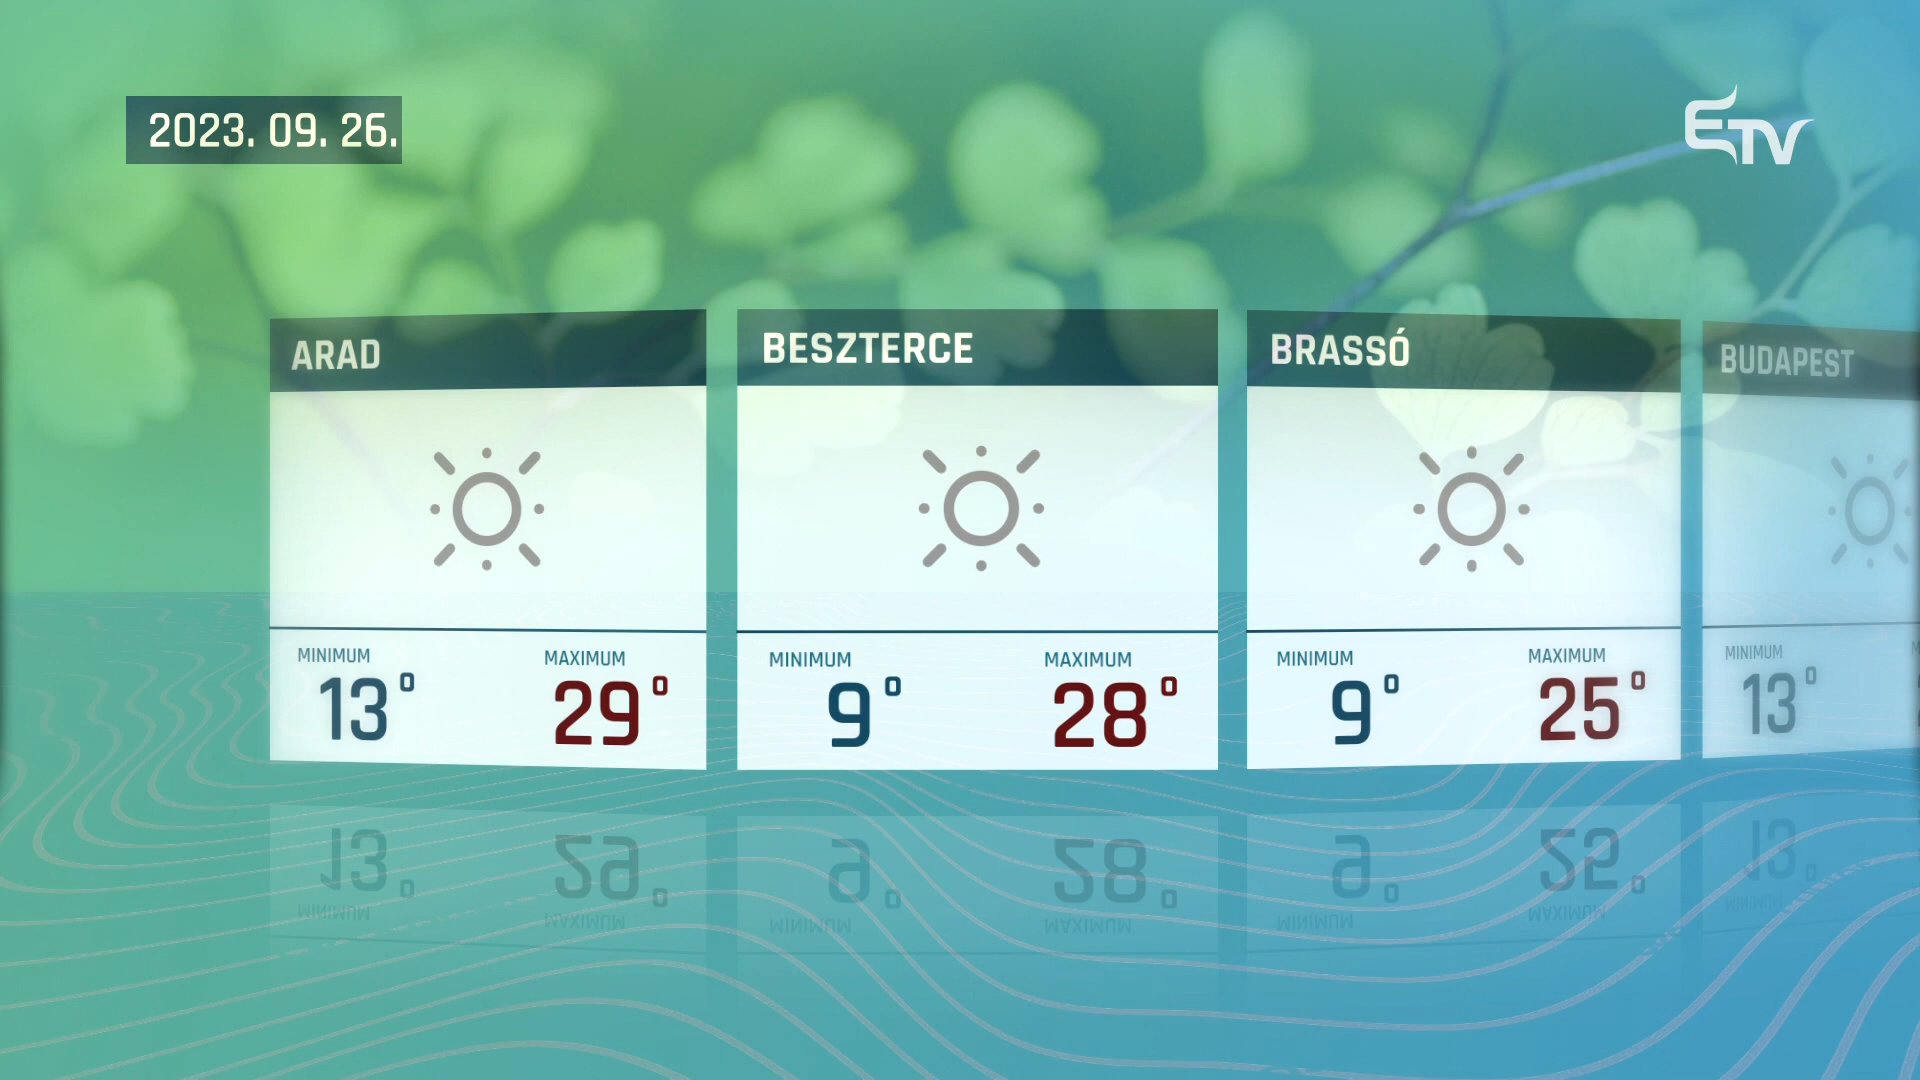 2023. 09. 26.
ETV
ARAD
MINIMUM MAXIMUM
13° 29°
BESZTERCE
MINIMUM MAXIMUM
9° 28°
BRASSÓ
MINIMUM MAXIMUM
9° 25°
BUDAPEST
MINIMUM
13°